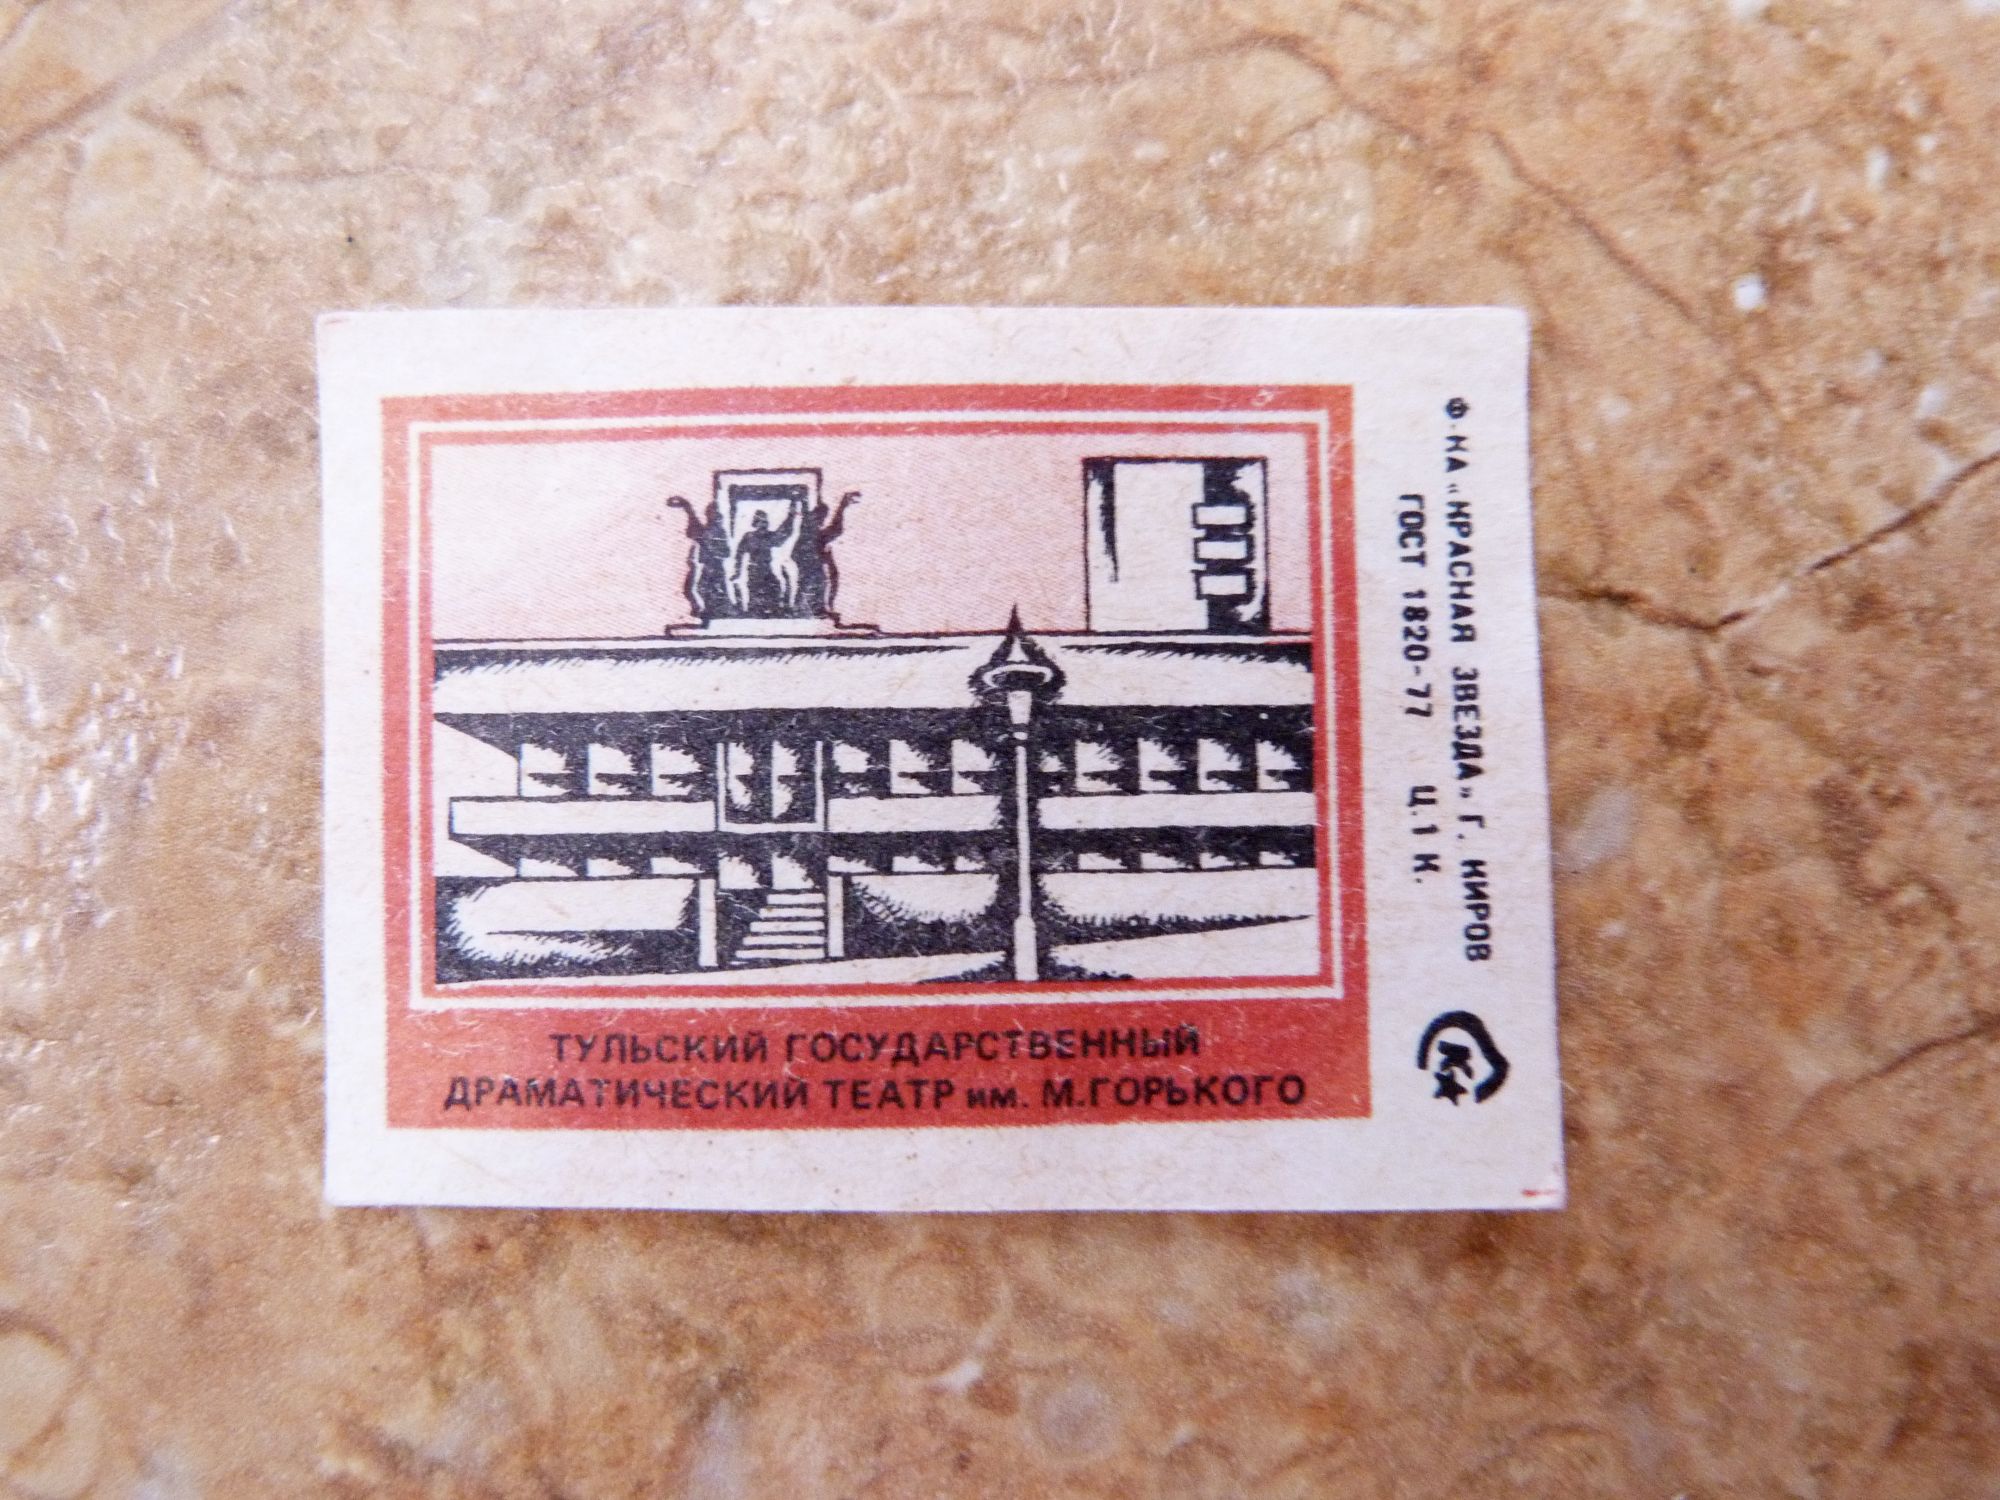 ТУЛЬСКИЙ ГОСУДАРСТВЕННЫЙ
ДРАМАТИЧЕСКИЙ ТЕАТР им. М.ГОРЬКОГО
Ф-КА «КРАСНАЯ ЗВЕЗДА» Г. КИРОВ
ГОСТ 1820-77 Ц.1 К.
К